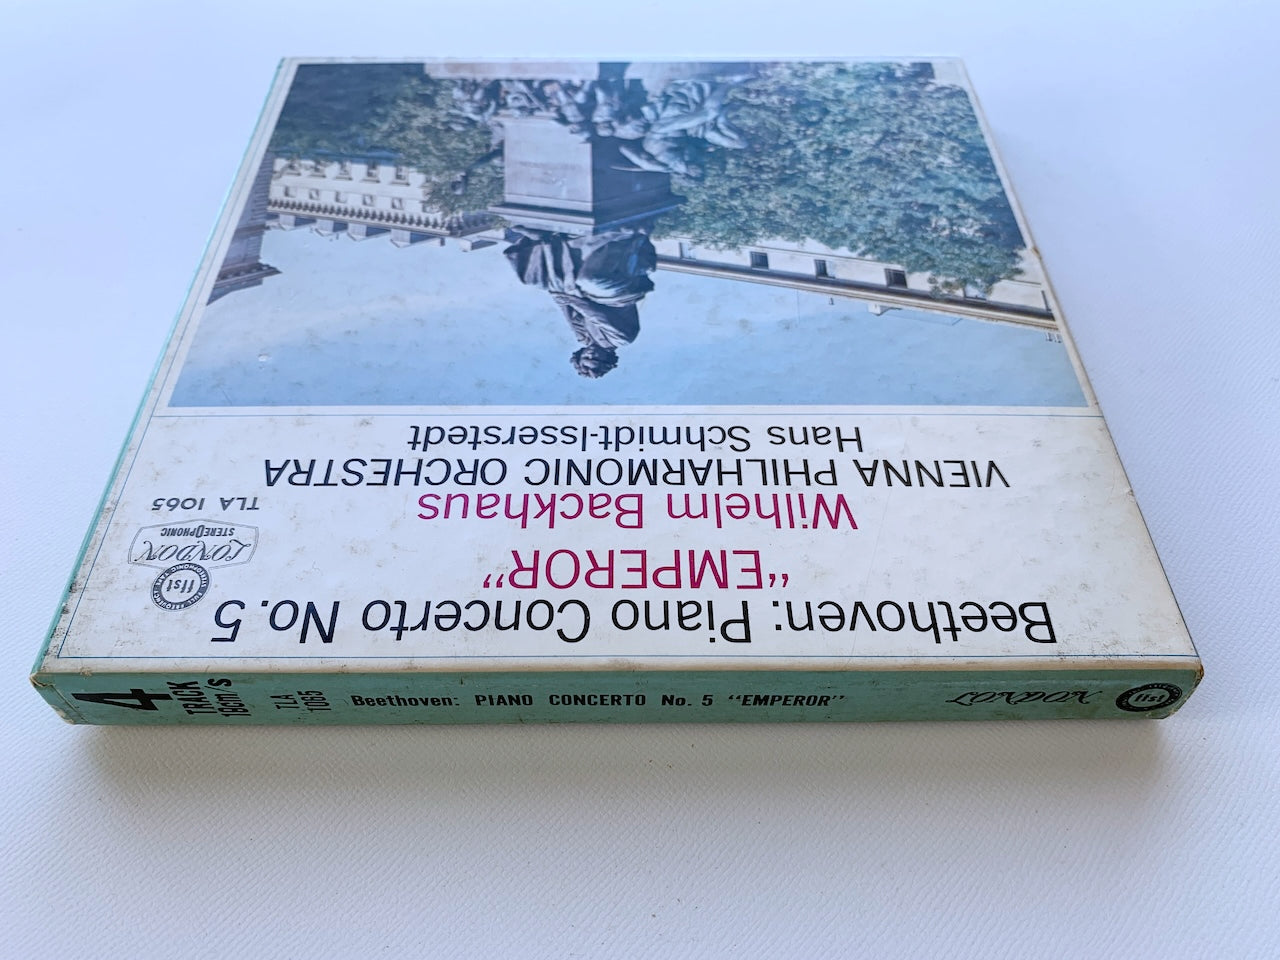 Beethoven: Piano Concerto No. 5
“EMPEROR”
Wilhelm Backhaus
VIENNA PHILHARMONIC ORCHESTRA
Hans Schmidt-Isserstedt
ffss
LONDON
STEREOPHONIC
TLA 1065
4
TRACK
19cm/s
TLA
1065
Beethoven: PIANO CONCERTO No. 5 “EMPEROR”
LONDON
ffss